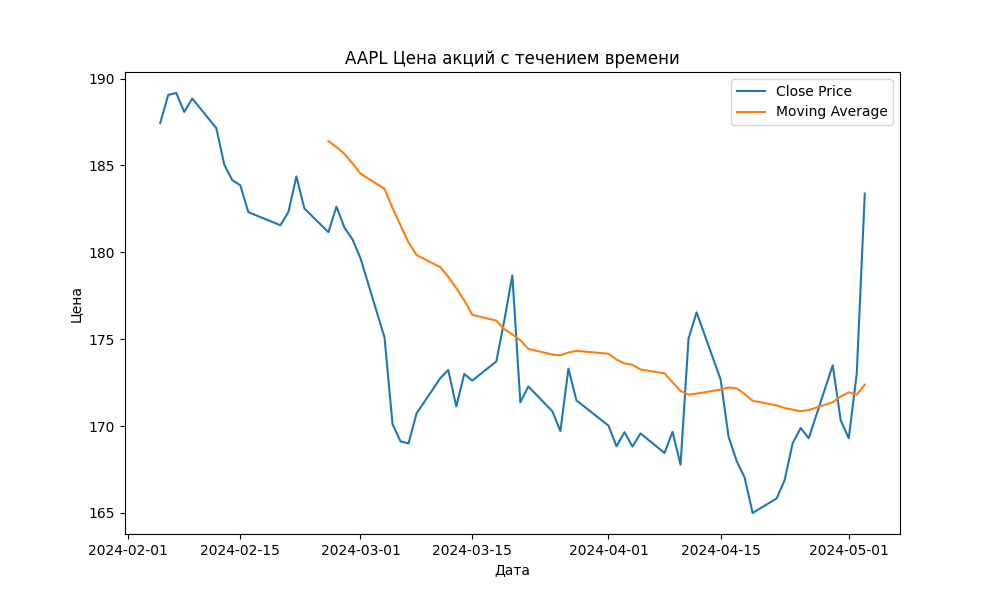 AAPL Цена акций с течением времени
Close Price
Moving Average
190
185
180
175
170
165
Цена
2024-02-01
2024-02-15
2024-03-01
2024-03-15
2024-04-01
2024-04-15
2024-05-01
Дата